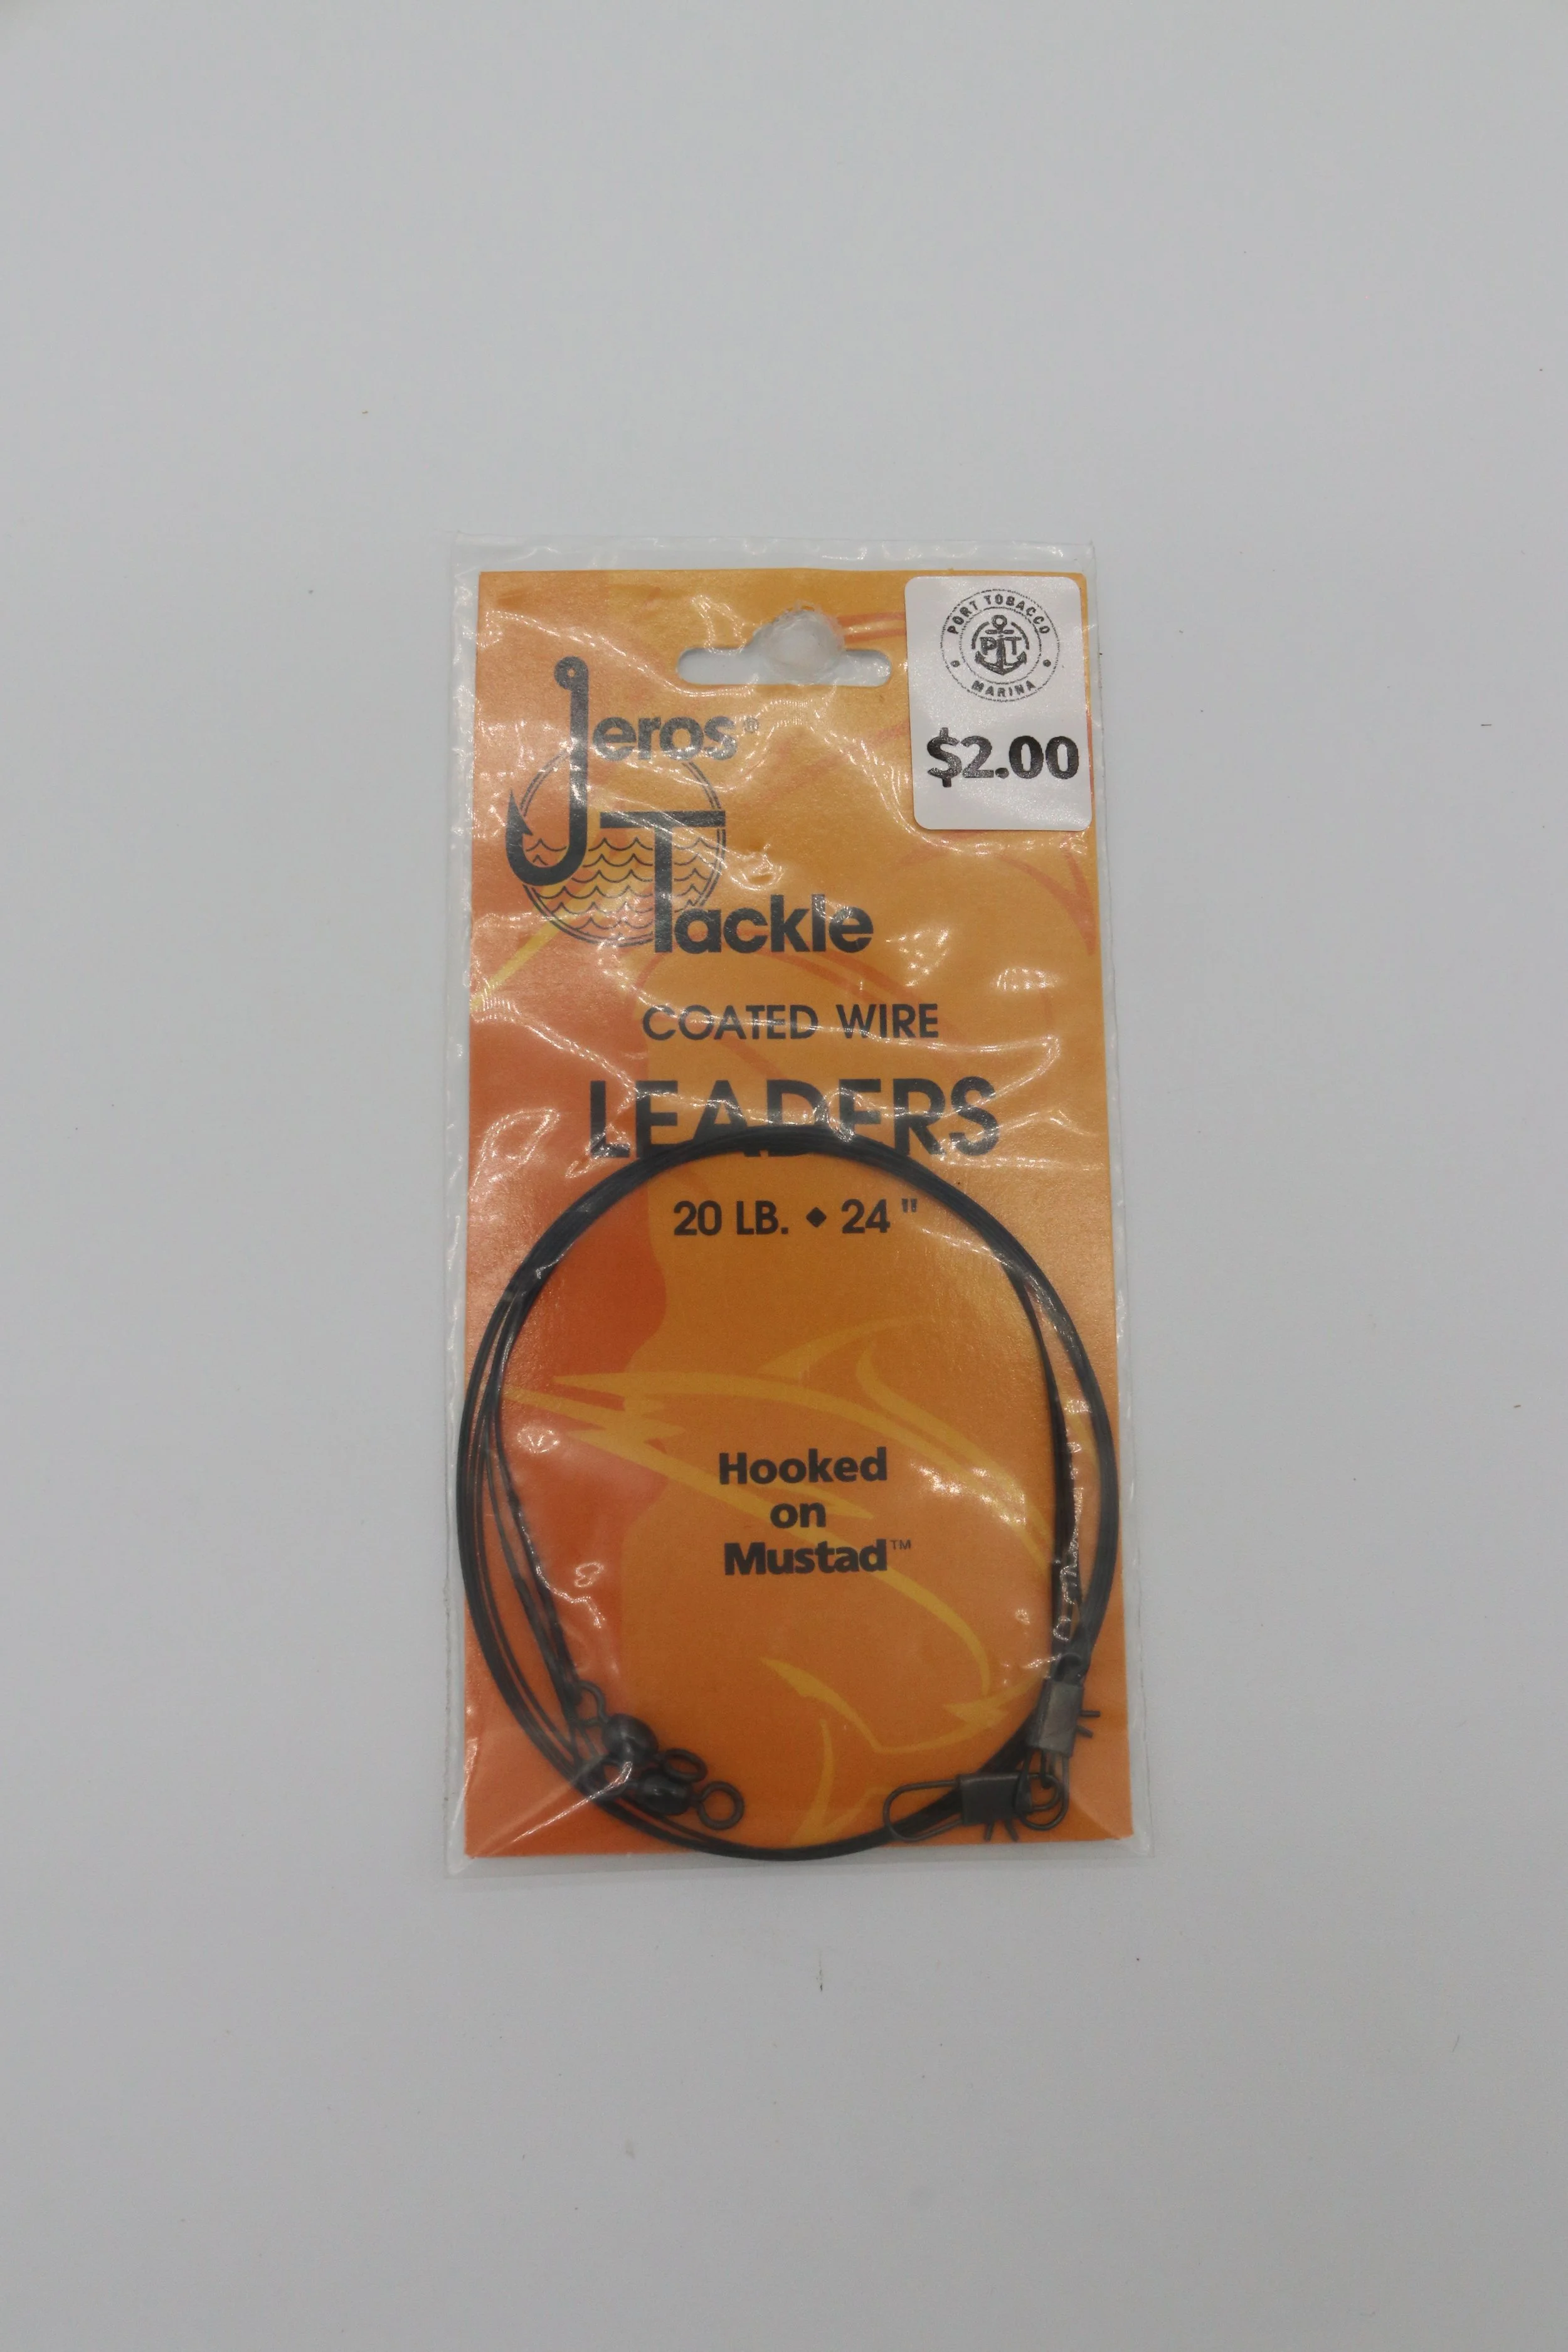 PORT TOBACCO
PT
MARINA
$2.00
Jeros®
Tackle
COATED WIRE
LEADERS
20 LB. ◆ 24"
Hooked
on
Mustad™